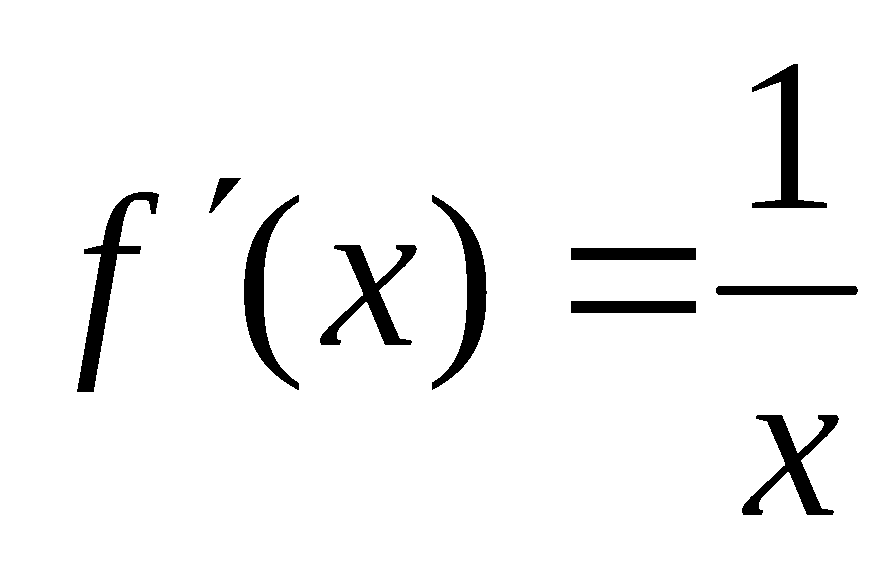 f ′(x) = 1/x